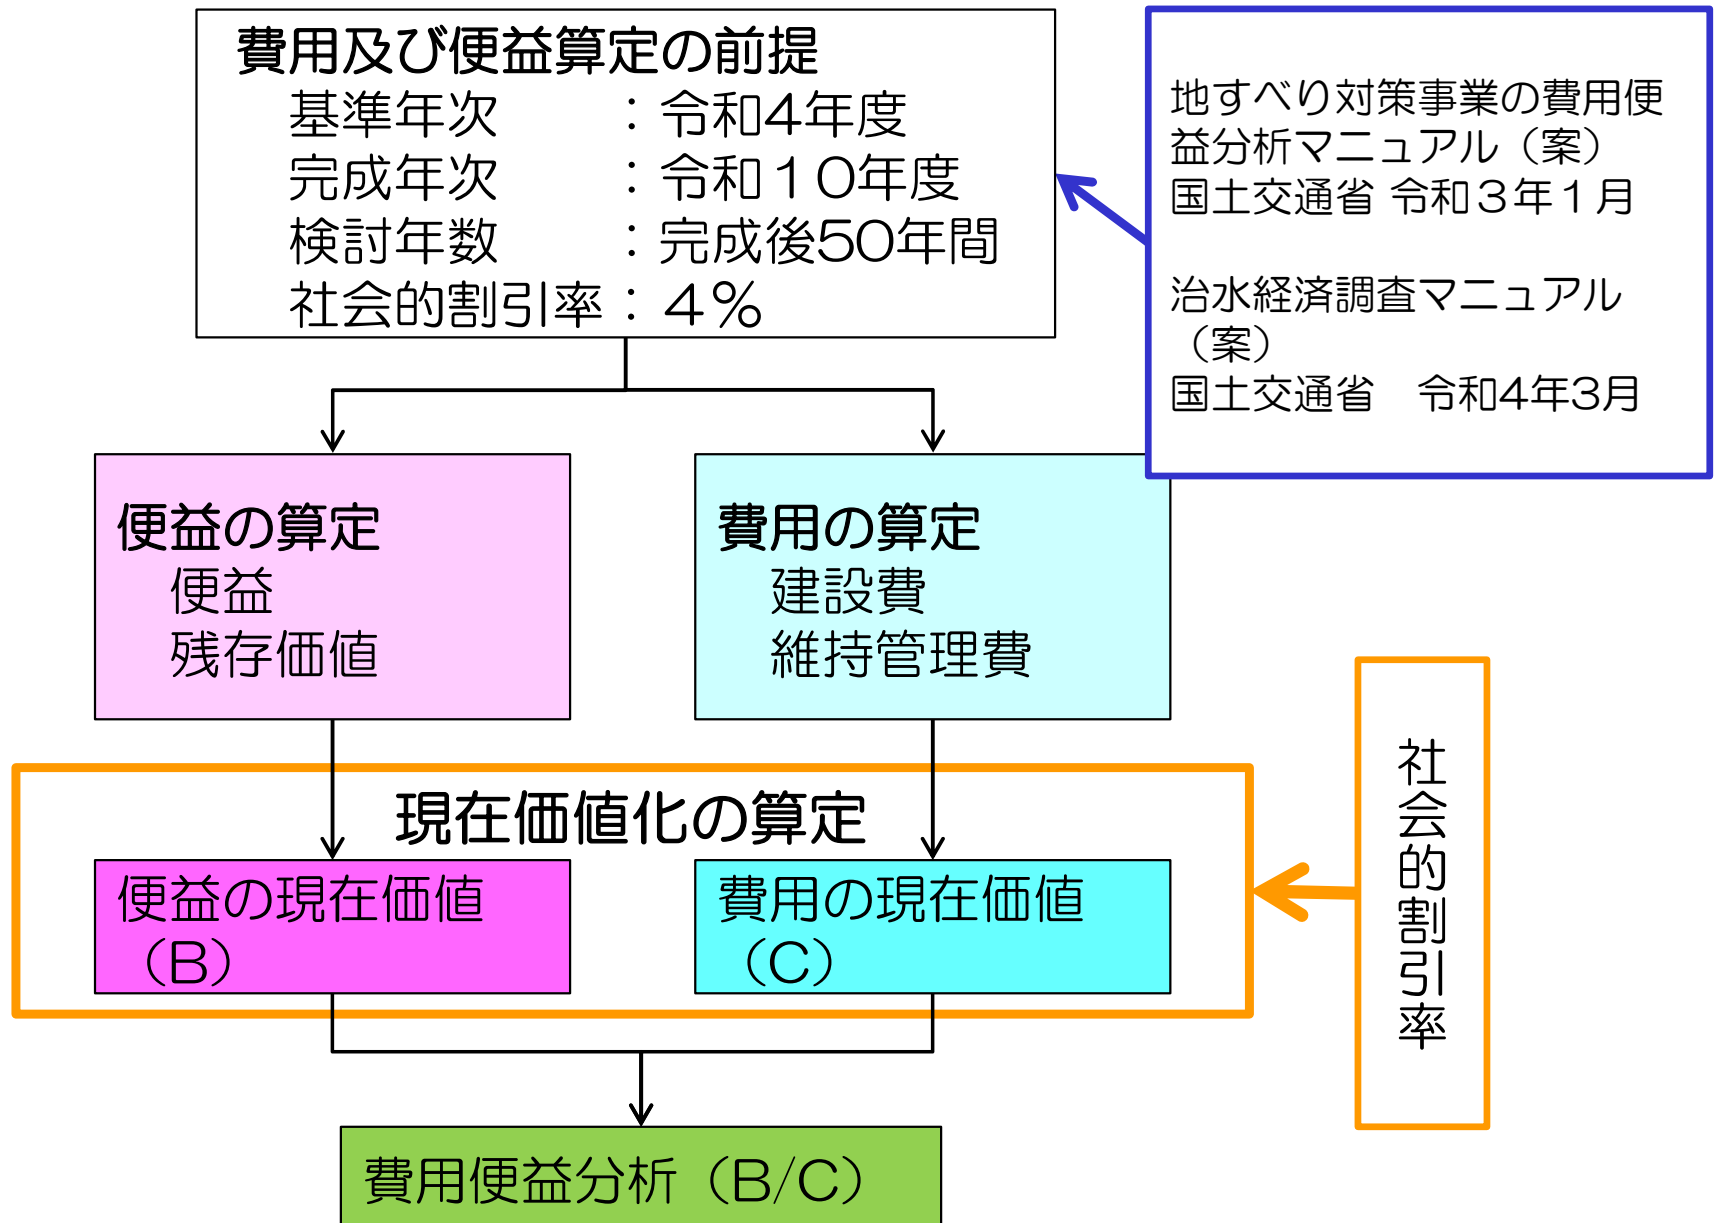 費用及び便益算定の前提
基準年次　　：令和4年度
完成年次　　：令和１０年度
検討年数　　：完成後50年間
社会的割引率：４％
地すべり対策事業の費用便
益分析マニュアル（案）
国土交通省 令和３年１月
治水経済調査マニュアル
（案）
国土交通省　令和4年3月
便益の算定
便益
残存価値
費用の算定
建設費
維持管理費
現在価値化の算定
便益の現在価値
（B）
費用の現在価値
（C）
社会的割引率
費用便益分析（B/C）